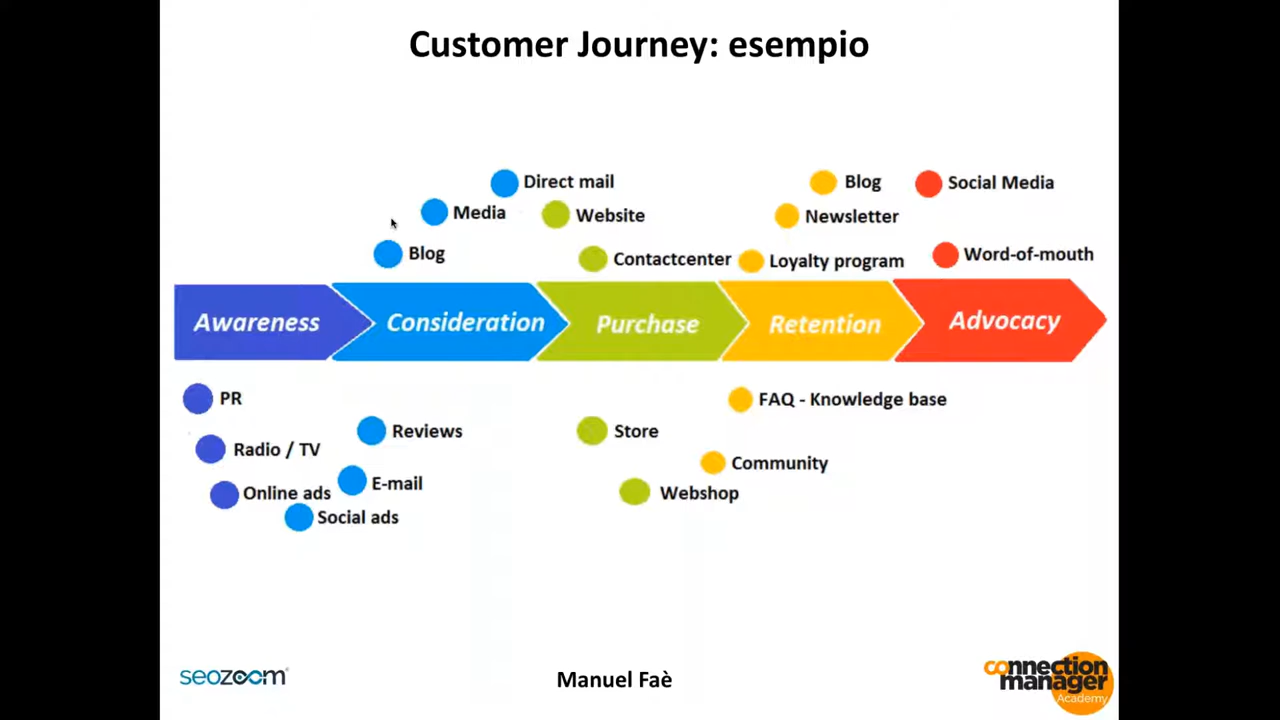 Customer Journey: esempio
Direct mail
Blog
Social Media
Media
Website
Newsletter
Blog
Contactcenter
Loyalty program
Word-of-mouth
Awareness
Consideration
Purchase
Retention
Advocacy
PR
FAQ - Knowledge base
Reviews
Store
Radio / TV
Community
E-mail
Online ads
Webshop
Social ads
seozoom
Manuel Faè
connection
manager
Academy